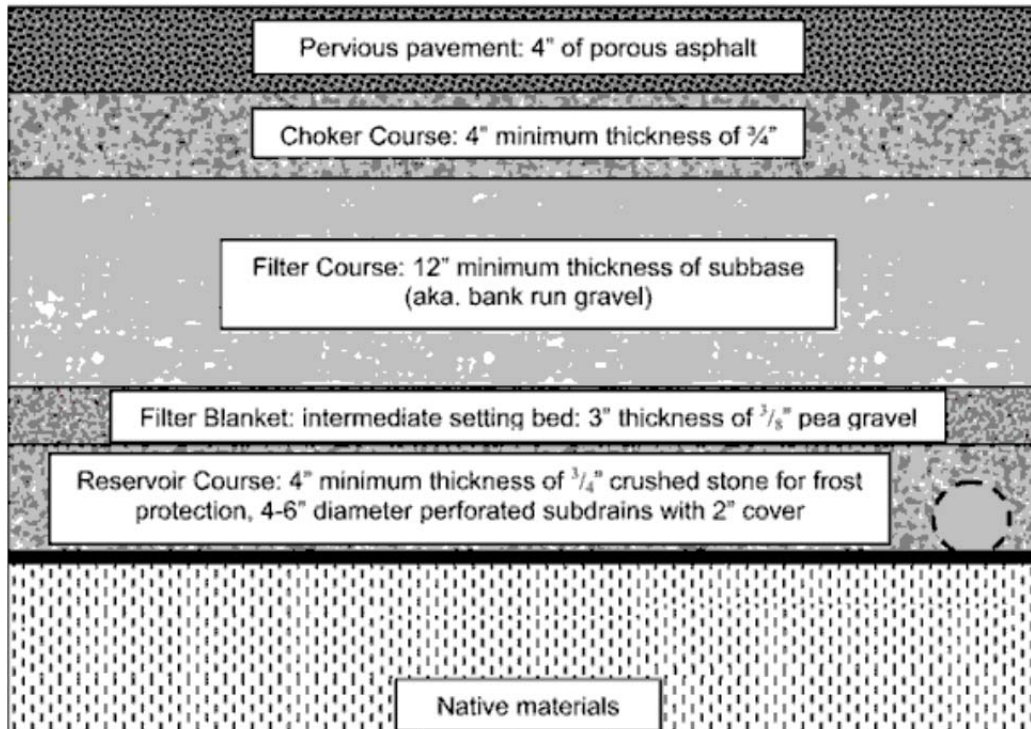 Pervious pavement: 4” of porous asphalt
Choker Course: 4” minimum thickness of ¾”
Filter Course: 12” minimum thickness of subbase
(aka. bank run gravel)
Filter Blanket: intermediate setting bed: 3” thickness of ³/₈” pea gravel
Reservoir Course: 4” minimum thickness of ³/₄” crushed stone for frost
protection, 4-6” diameter perforated subdrains with 2” cover
Native materials